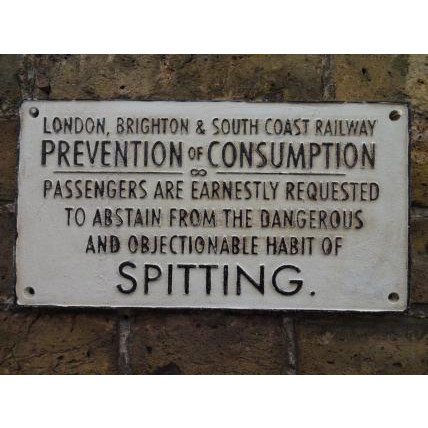 LONDON, BRIGHTON & SOUTH COAST RAILWAY
PREVENTION OF CONSUMPTION
PASSENGERS ARE EARNESTLY REQUESTED
TO ABSTAIN FROM THE DANGEROUS
AND OBJECTIONABLE HABIT OF
SPITTING.